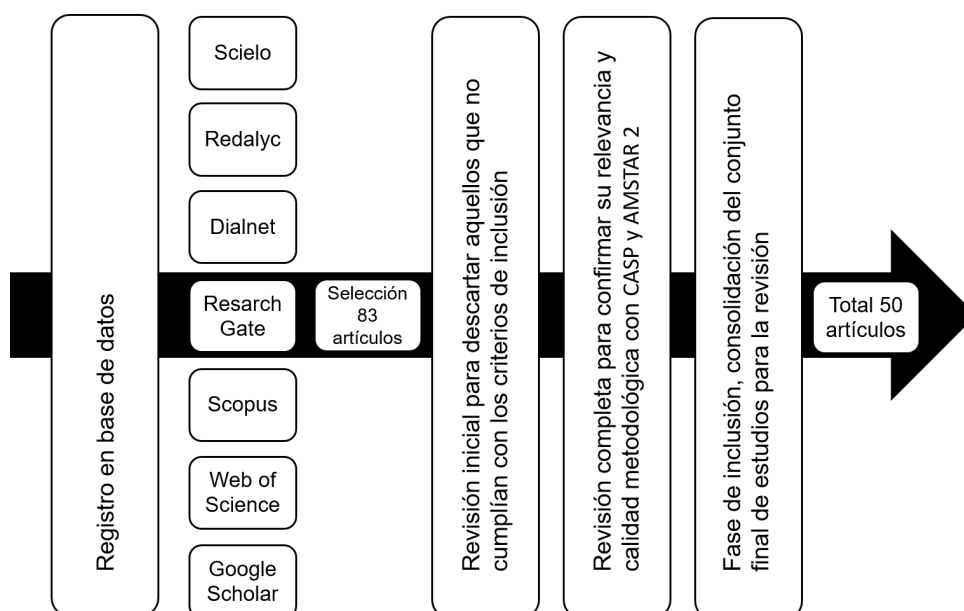 Registro en base de datos
Scielo
Redalyc
Dialnet
Resarch
Gate
Scopus
Web of
Science
Google
Scholar
Selección
83
artículos
Revisión inicial para descartar aquellos que no
cumplían con los criterios de inclusión
Revisión completa para confirmar su relevancia y
calidad metodológica con CASP y AMSTAR 2
Fase de inclusión, consolidación del conjunto
final de estudios para la revisión
Total 50
artículos